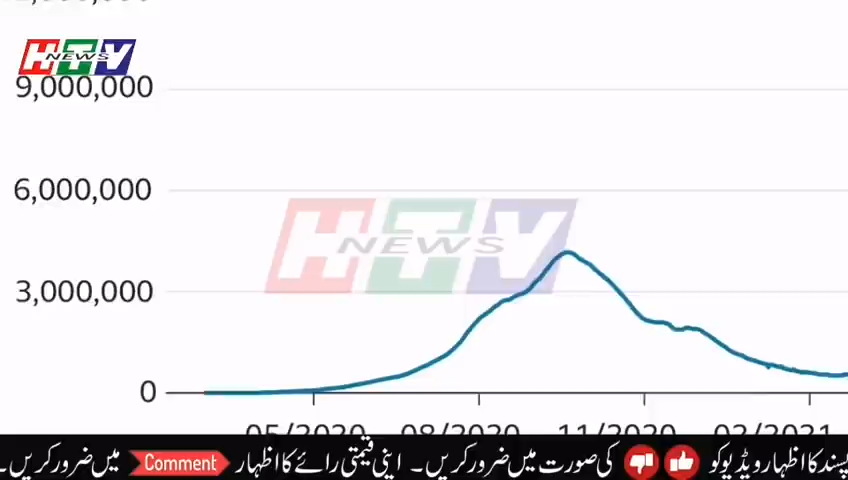 HTV
NEWS
9,000,000
6,000,000
HTV
NEWS
3,000,000
0
05/2020 08/2020 11/2020 02/2021
پسند کا اظہار ویڈیو کو کی صورت میں ضرور کریں۔ اپنی قیمتی رائے کا اظہار Comment میں ضرور کریں۔